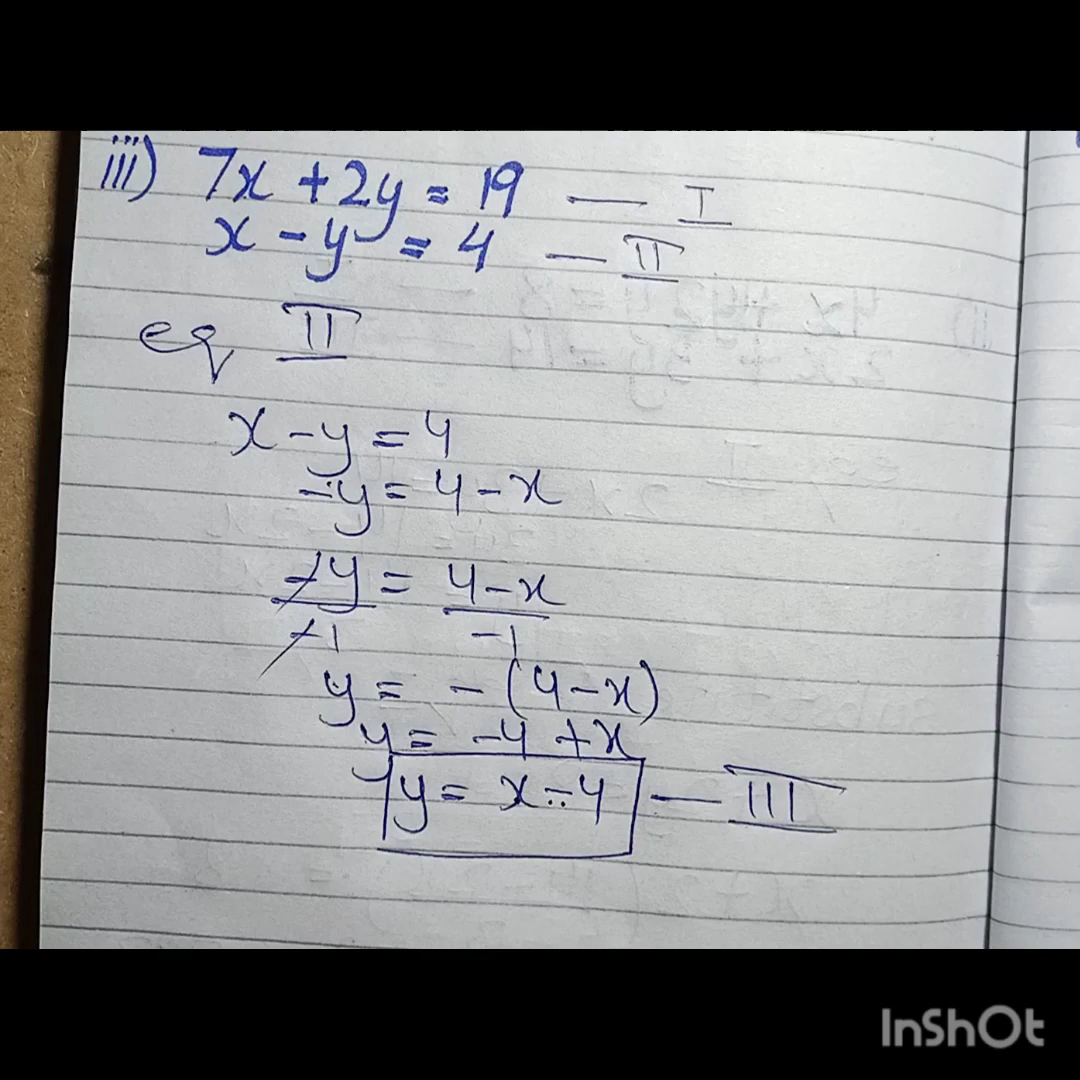 iii) 7x + 2y = 19 — I
x - y = 4 — II
eq II
x - y = 4
-y = 4 - x
-y/-1 = 4-x/-1
y = -(4-x)
y = -4 + x
y = x - 4 — III
InShOt